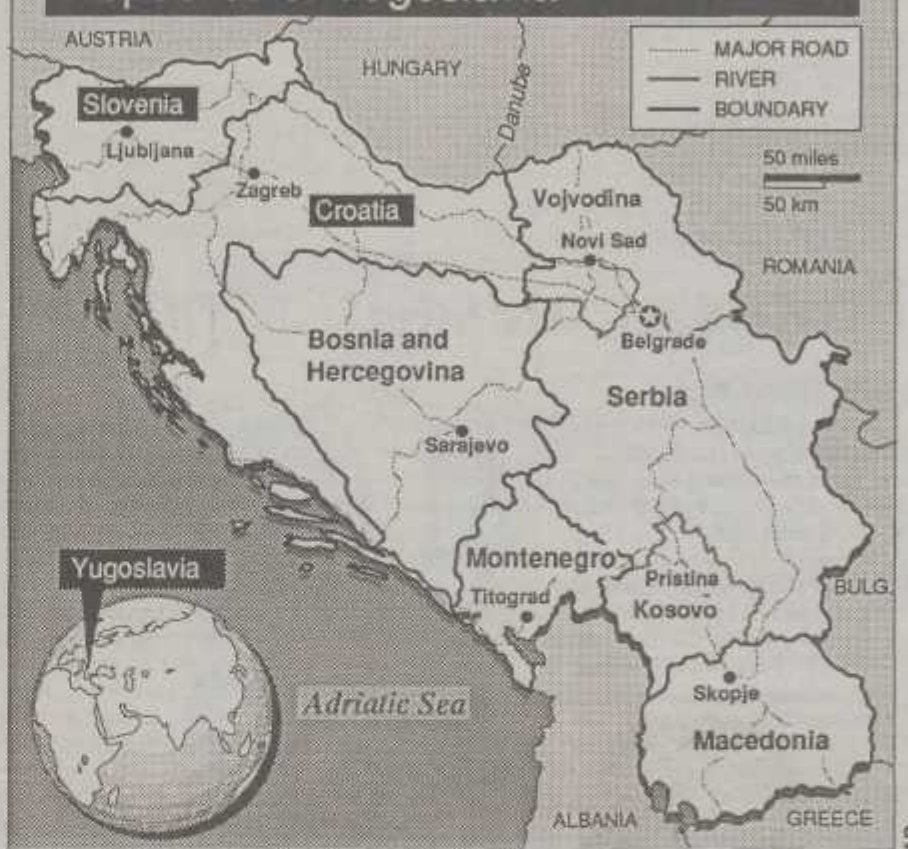 Yugoslavia
AUSTRIA
HUNGARY
Danube
MAJOR ROAD
RIVER
BOUNDARY
50 miles
50 km
Slovenia
Ljubljana
Zagreb
Croatia
Vojvodina
Novi Sad
ROMANIA
Belgrade
Bosnia and
Hercegovina
Serbia
Sarajevo
Montenegro
Titograd
Pristina
Kosovo
BULG.
Yugoslavia
Skopje
Adriatic Sea
Macedonia
ALBANIA
GREECE